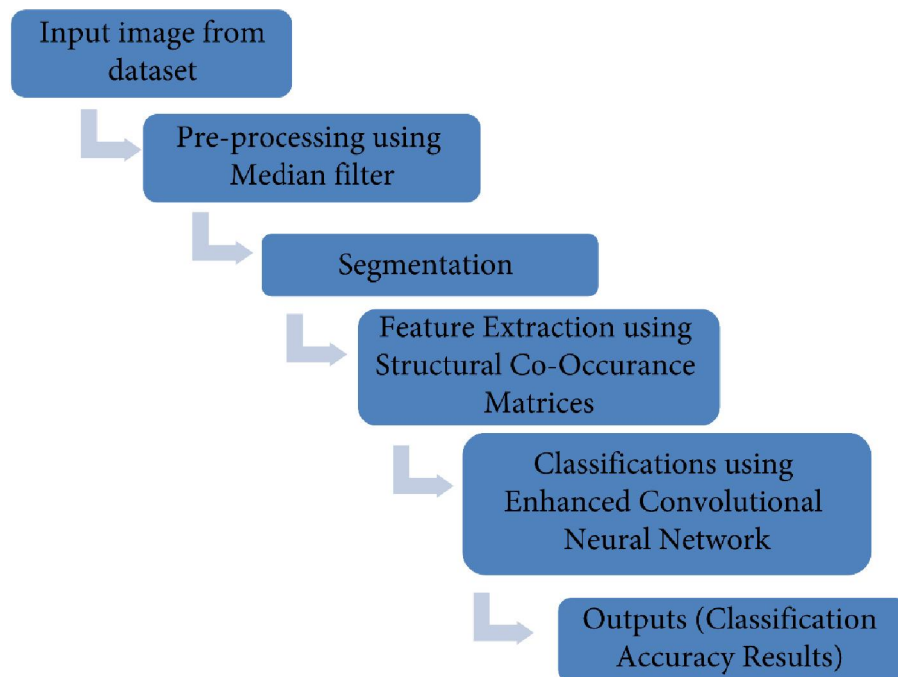 Input image from
dataset
Pre-processing using
Median filter
Segmentation
Feature Extraction using
Structural Co-Occurance
Matrices
Classifications using
Enhanced Convolutional
Neural Network
Outputs (Classification
Accuracy Results)